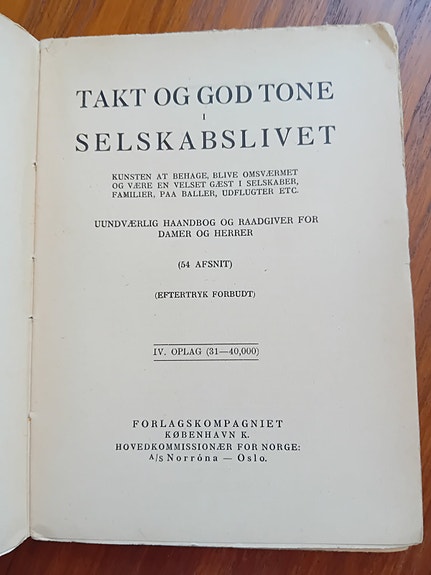 TAKT OG GOD TONE
I
SELSKABSLIVET
KUNSTEN AT BEHAGE, BLIVE OMSVÆRMET
OG VÆRE EN VELSET GÆST I SELSKABER,
FAMILIER, PAA BALLER, UDFLUGTER ETC.
UUNDVÆRLIG HAANDBOG OG RAADGIVER FOR
DAMER OG HERRER
(54 AFSNIT)
(EFTERTRYK FORBUDT)
IV. OPLAG (31—40,000)
FORLAGSKOMPAGNIET
KØBENHAVN K.
HOVEDKOMMISSIONÆR FOR NORGE:
A/S Norróna — Oslo.